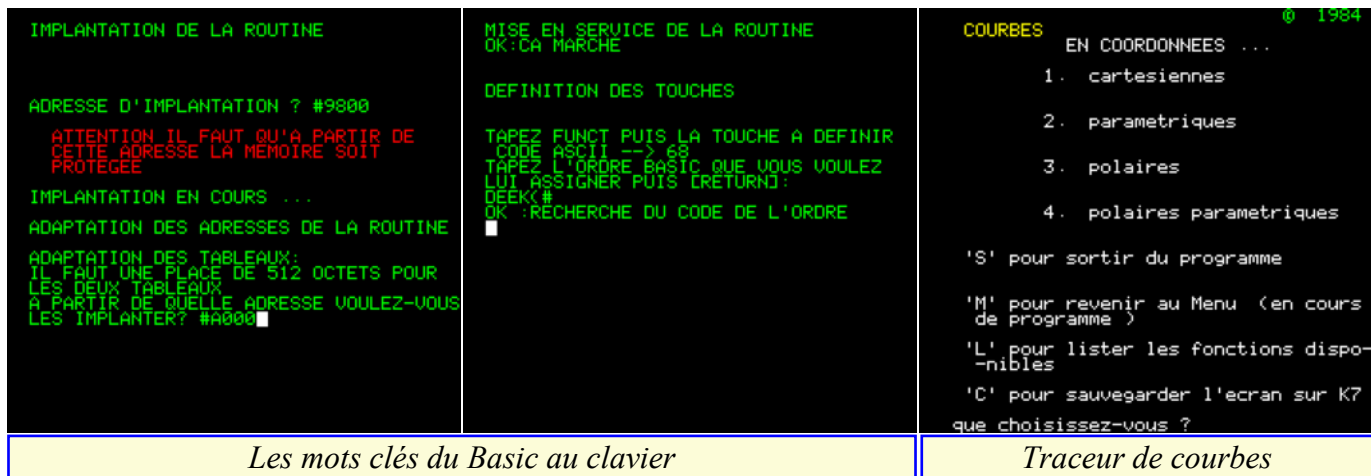 IMPLANTATION DE LA ROUTINE
ADRESSE D'IMPLANTATION ? #9800
ATTENTION IL FAUT QU'A PARTIR DE
CETTE ADRESSE LA MEMOIRE SOIT
PROTEGEE
IMPLANTATION EN COURS ...
ADAPTATION DES ADRESSES DE LA ROUTINE
ADAPTATION DES TABLEAUX:
IL FAUT UNE PLACE DE 512 OCTETS POUR
LES DEUX TABLEAUX
A PARTIR DE QUELLE ADRESSE VOULEZ-VOUS
LES IMPLANTER? #A000
MISE EN SERVICE DE LA ROUTINE
OK:CA MARCHE
DEFINITION DES TOUCHES
TAPEZ FUNCT PUIS LA TOUCHE A DEFINIR
CODE ASCII --> 68
TAPEZ L'ORDRE BASIC QUE VOUS VOULEZ
LUI ASSIGNER PUIS [RETURN]:
DEEK(#
OK :RECHERCHE DU CODE DE L'ORDRE
© 1984
COURBES
EN COORDONNEES ...
1. cartesiennes
2. parametriques
3. polaires
4. polaires parametriques
'S' pour sortir du programme
'M' pour revenir au Menu (en cours
de programme )
'L' pour lister les fonctions dispo-
-nibles
'C' pour sauvegarder l'ecran sur K7
que choisissez-vous ?
Les mots clés du Basic au clavier
Traceur de courbes